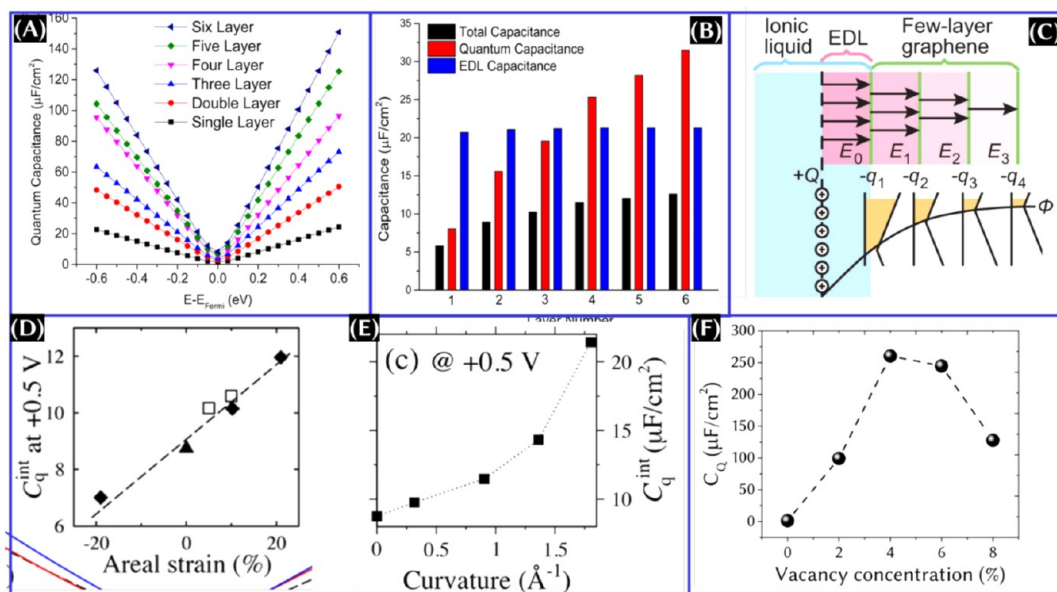 (A)
160
140
120
100
80
60
40
20
0
Quantum Capacitance (µF/cm²)
Six Layer
Five Layer
Four Layer
Three Layer
Double Layer
Single Layer
-0.6 -0.4 -0.2 0.0 0.2 0.4 0.6
E-E_Fermi (eV)
(B)
35
30
25
20
15
10
5
0
Capacitance (µF/cm²)
Total Capacitance
Quantum Capacitance
EDL Capacitance
1 2 3 4 5 6
Layer Number
(C)
Ionic liquid
EDL
Few-layer graphene
E₀ E₁ E₂ E₃
+Q
-q₁ -q₂ -q₃ -q₄
Φ
(D)
12
10
8
6
C_q^int at +0.5 V
-20 -10 0 10 20
Areal strain (%)
(E)
(c) @ +0.5 V
20
15
10
C_q^int (µF/cm²)
0 0.5 1 1.5
Curvature (Å⁻¹)
(F)
300
250
200
150
100
50
0
C_Q (µF/cm²)
0 2 4 6 8
Vacancy concentration (%)